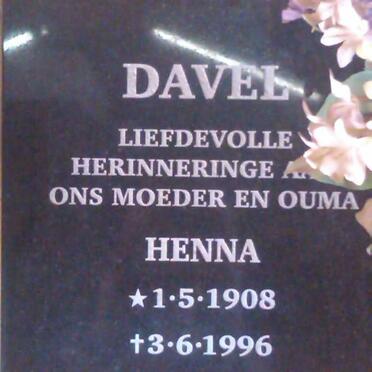 DAVEL
LIEFDEVOLLE
HERINNERINGE
ONS MOEDER EN OUMA
HENNA
★1·5·1908
✝3·6·1996